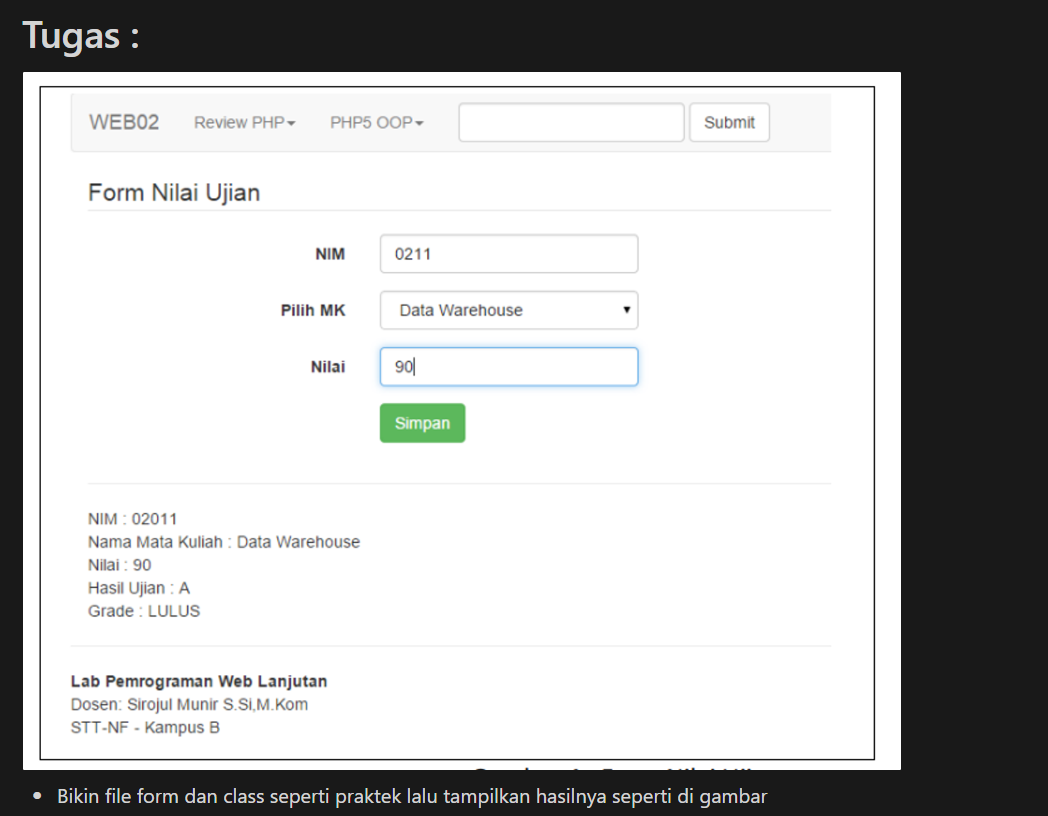 Tugas :
WEB02 Review PHP PHP5 OOP Submit
Form Nilai Ujian
NIM 0211
Pilih MK Data Warehouse
Nilai 90
Simpan
NIM : 02011
Nama Mata Kuliah : Data Warehouse
Nilai : 90
Hasil Ujian : A
Grade : LULUS
Lab Pemrograman Web Lanjutan
Dosen: Sirojul Munir S.Si,M.Kom
STT-NF - Kampus B
• Bikin file form dan class seperti praktek lalu tampilkan hasilnya seperti di gambar